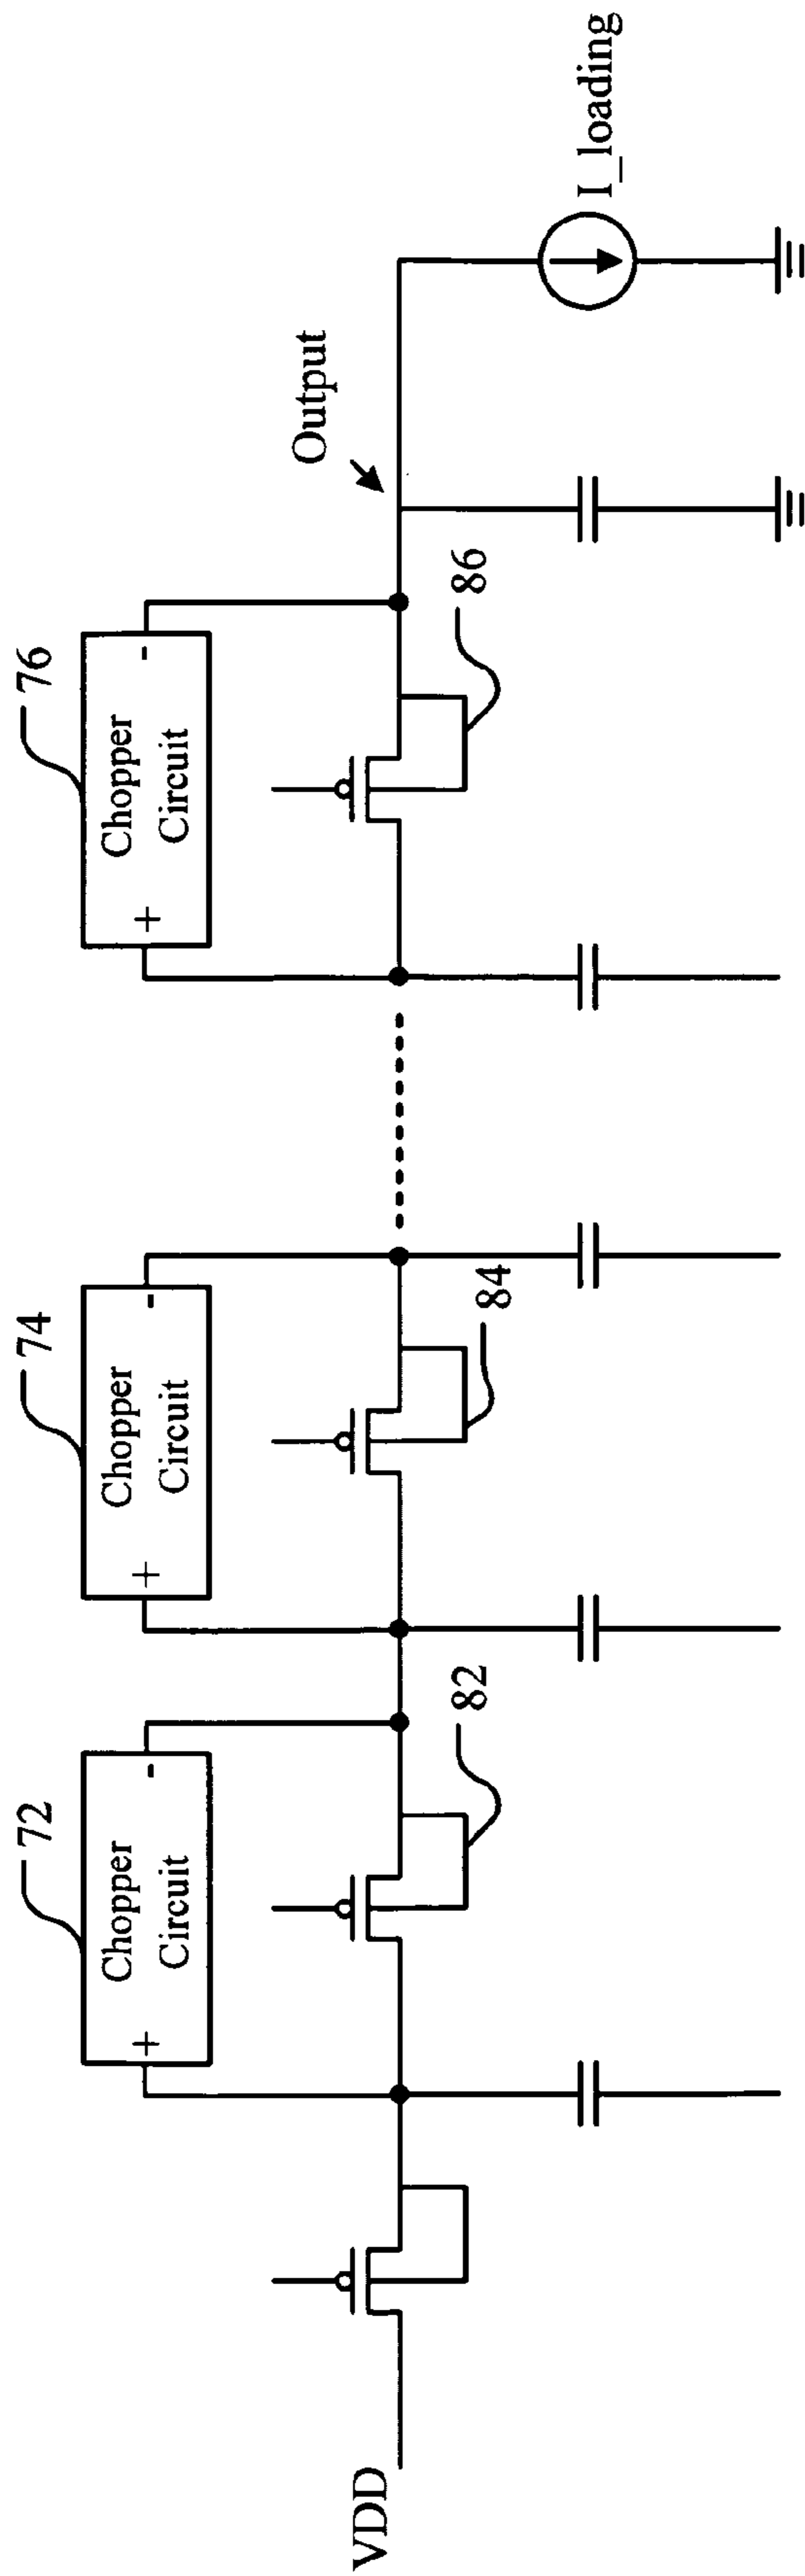 72
74
76
+ Chopper Circuit -
+ Chopper Circuit -
+ Chopper Circuit -
Output
VDD
82
84
86
I_loading